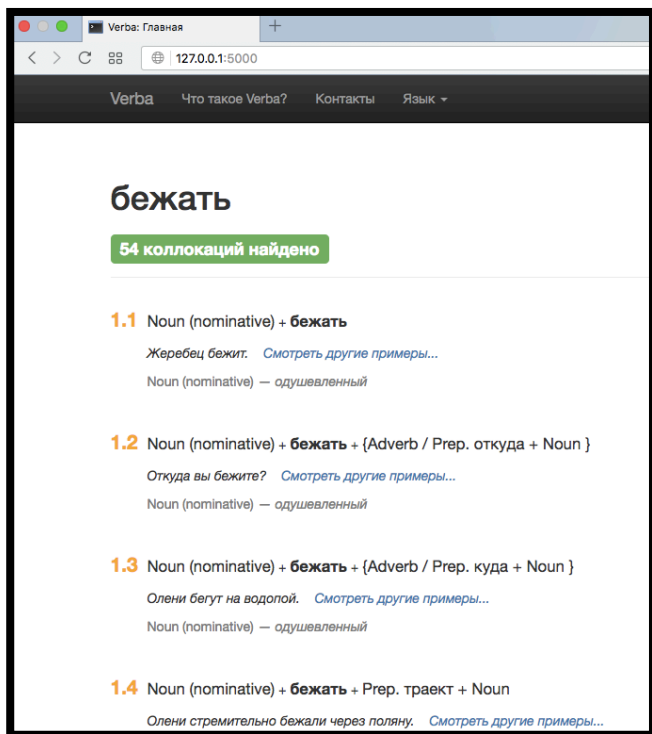 Verba: Главная
127.0.0.1:5000
Verba Что такое Verba? Контакты Язык
бежать
54 коллокаций найдено
1.1 Noun (nominative) + бежать
Жеребец бежит. Смотреть другие примеры...
Noun (nominative) — одушевленный
1.2 Noun (nominative) + бежать + {Adverb / Prep. откуда + Noun }
Откуда вы бежите? Смотреть другие примеры...
Noun (nominative) — одушевленный
1.3 Noun (nominative) + бежать + {Adverb / Prep. куда + Noun }
Олени бегут на водопой. Смотреть другие примеры...
Noun (nominative) — одушевленный
1.4 Noun (nominative) + бежать + Prep. траект + Noun
Олени стремительно бежали через поляну. Смотреть другие примеры...